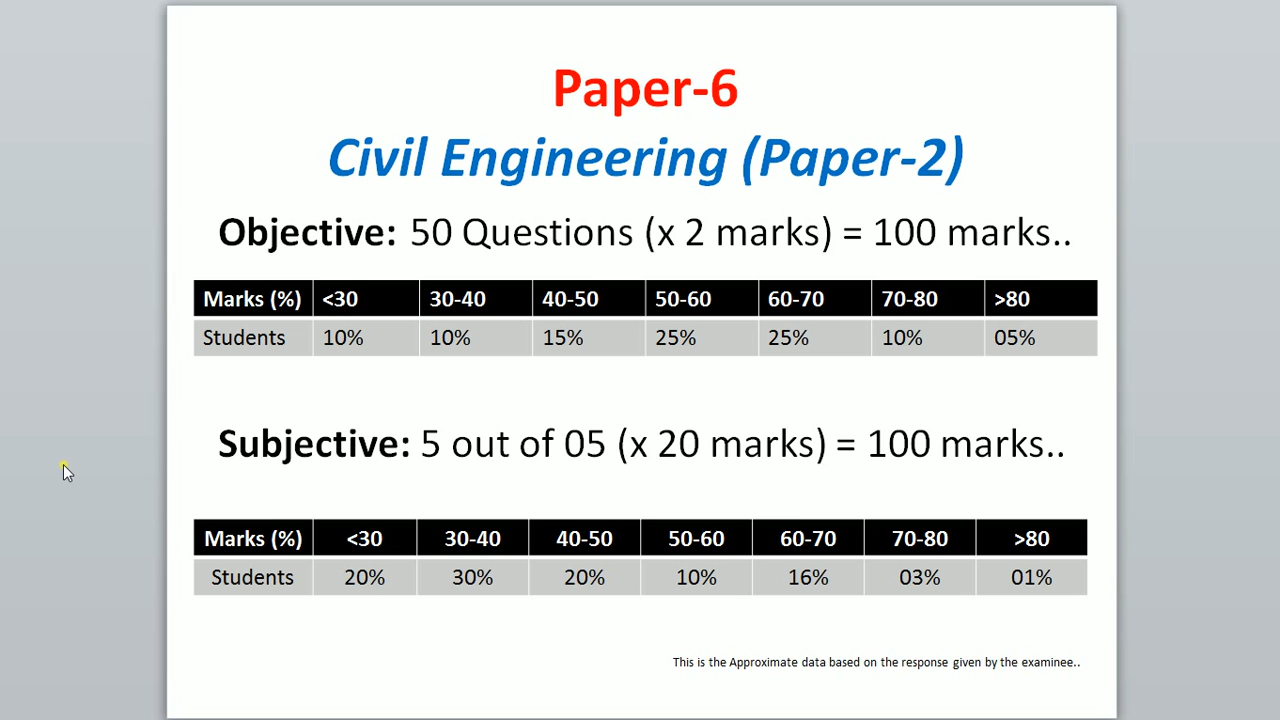 Paper-6
Civil Engineering (Paper-2)
Objective: 50 Questions (x 2 marks) = 100 marks..
Marks (%) <30 30-40 40-50 50-60 60-70 70-80 >80
Students 10% 10% 15% 25% 25% 10% 05%
Subjective: 5 out of 05 (x 20 marks) = 100 marks..
Marks (%) <30 30-40 40-50 50-60 60-70 70-80 >80
Students 20% 30% 20% 10% 16% 03% 01%
This is the Approximate data based on the response given by the examinee..